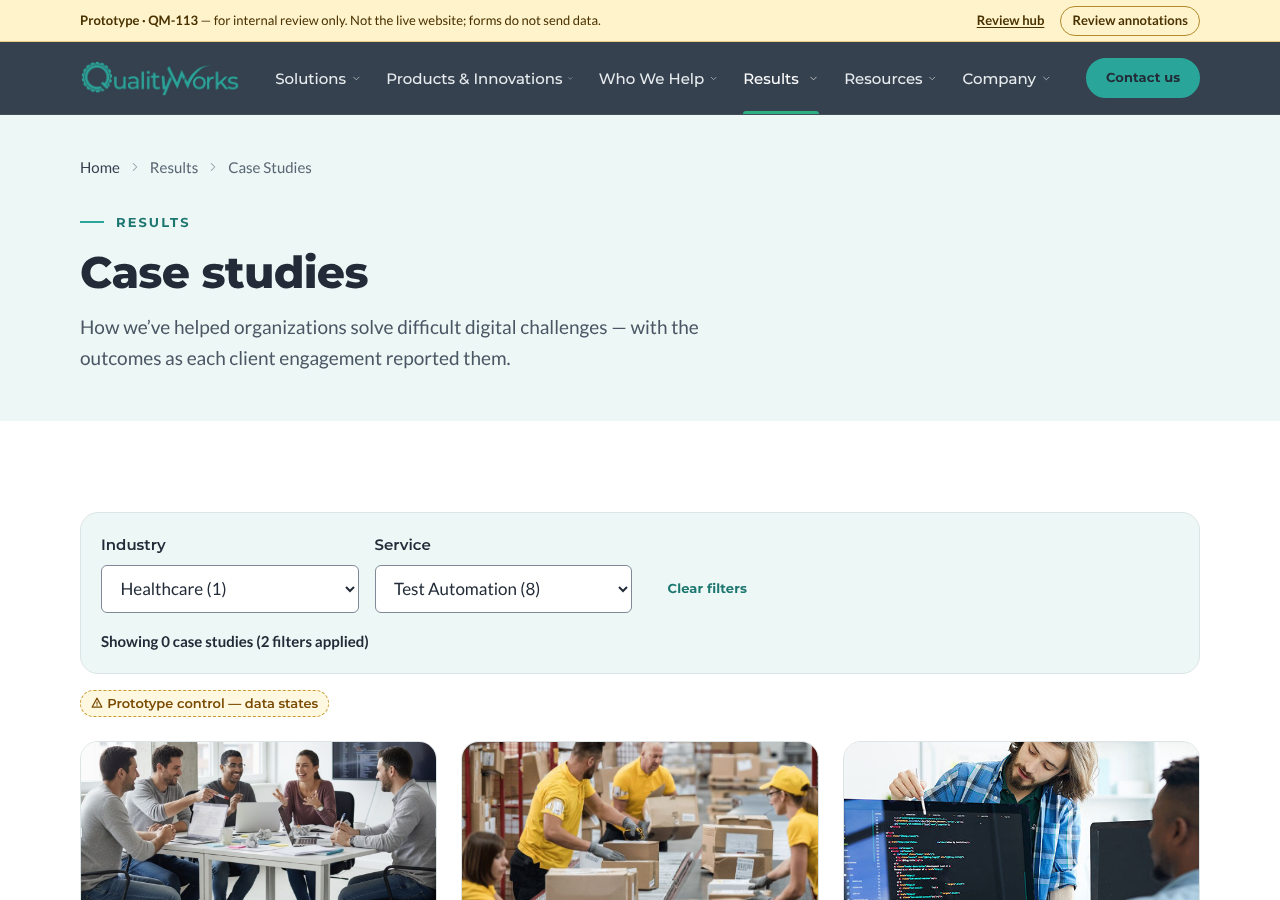 Prototype · QM-113 — for internal review only. Not the live website; forms do not send data.
Review hub
Review annotations
QualityWorks
Solutions
Products & Innovations
Who We Help
Results
Resources
Company
Contact us
Home
Results
Case Studies
RESULTS
Case studies
How we’ve helped organizations solve difficult digital challenges — with the
outcomes as each client engagement reported them.
Industry
Service
Healthcare (1)
Test Automation (8)
Clear filters
Showing 0 case studies (2 filters applied)
⚠ Prototype control — data states